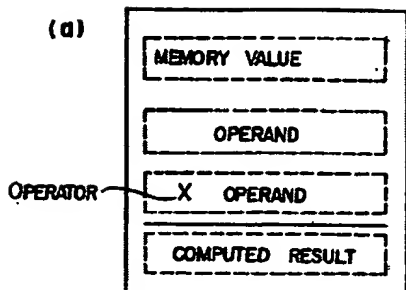 (a)
MEMORY VALUE
OPERAND
OPERATOR X OPERAND
COMPUTED RESULT